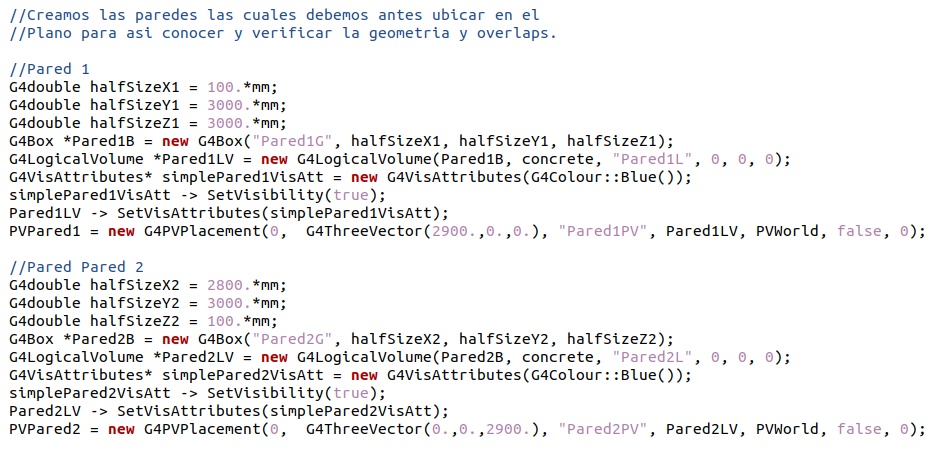 //Creamos las paredes las cuales debemos antes ubicar en el
//Plano para asi conocer y verificar la geometria y overlaps.

//Pared 1
G4double halfSizeX1 = 100.*mm;
G4double halfSizeY1 = 3000.*mm;
G4double halfSizeZ1 = 3000.*mm;
G4Box *Pared1B = new G4Box("Pared1G", halfSizeX1, halfSizeY1, halfSizeZ1);
G4LogicalVolume *Pared1LV = new G4LogicalVolume(Pared1B, concrete, "Pared1L", 0, 0, 0);
G4VisAttributes* simplePared1VisAtt = new G4VisAttributes(G4Colour::Blue());
simplePared1VisAtt -> SetVisibility(true);
Pared1LV -> SetVisAttributes(simplePared1VisAtt);
PVPared1 = new G4PVPlacement(0,  G4ThreeVector(2900.,0.,0.), "Pared1PV", Pared1LV, PVWorld, false, 0);

//Pared Pared 2
G4double halfSizeX2 = 2800.*mm;
G4double halfSizeY2 = 3000.*mm;
G4double halfSizeZ2 = 100.*mm;
G4Box *Pared2B = new G4Box("Pared2G", halfSizeX2, halfSizeY2, halfSizeZ2);
G4LogicalVolume *Pared2LV = new G4LogicalVolume(Pared2B, concrete, "Pared2L", 0, 0, 0);
G4VisAttributes* simplePared2VisAtt = new G4VisAttributes(G4Colour::Blue());
simplePared2VisAtt -> SetVisibility(true);
Pared2LV -> SetVisAttributes(simplePared2VisAtt);
PVPared2 = new G4PVPlacement(0,  G4ThreeVector(0.,0.,2900.), "Pared2PV", Pared2LV, PVWorld, false, 0);